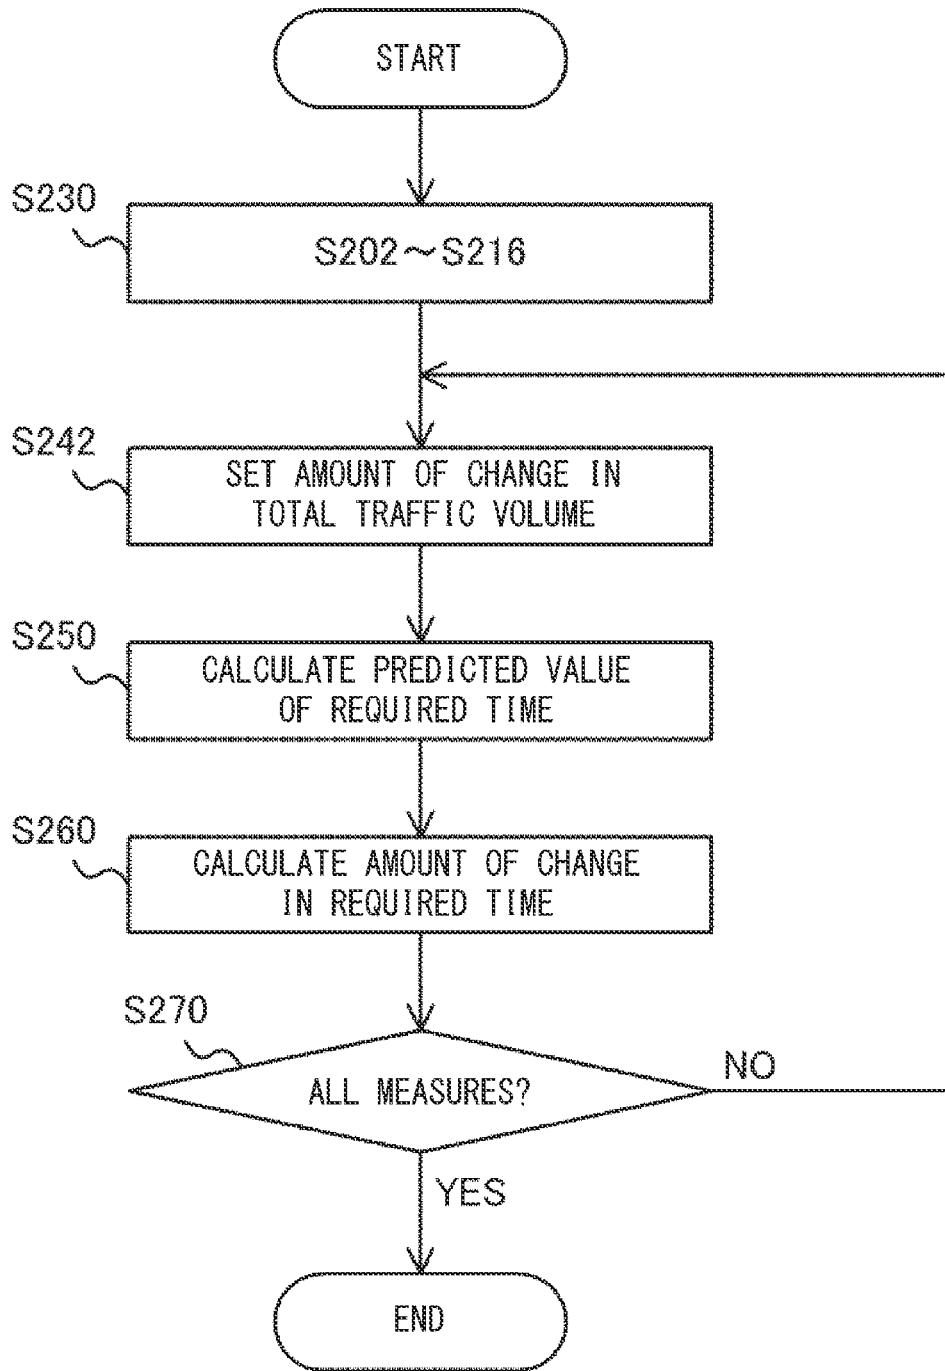 START
S230
S202~S216
S242
SET AMOUNT OF CHANGE IN
TOTAL TRAFFIC VOLUME
S250
CALCULATE PREDICTED VALUE
OF REQUIRED TIME
S260
CALCULATE AMOUNT OF CHANGE
IN REQUIRED TIME
S270
ALL MEASURES?
NO
YES
END